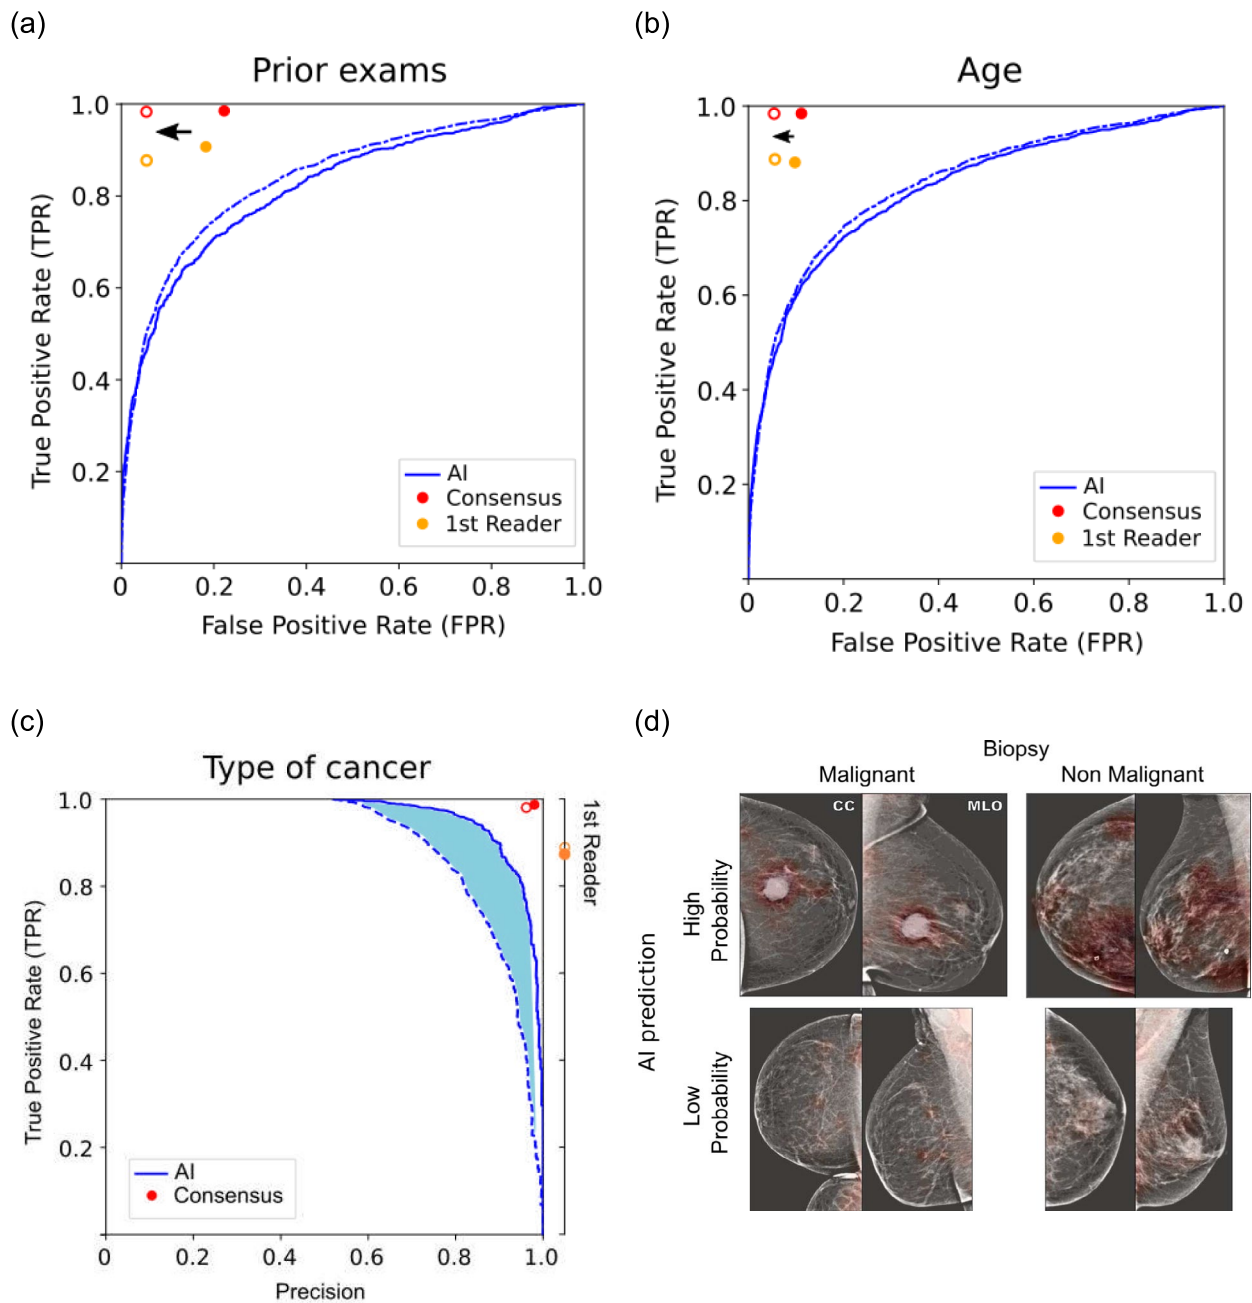 (a)
Prior exams
True Positive Rate (TPR)
1.0
0.8
0.6
0.4
0.2
AI
Consensus
1st Reader
0
0.2
0.4
0.6
0.8
1.0
False Positive Rate (FPR)
(b)
Age
True Positive Rate (TPR)
1.0
0.8
0.6
0.4
0.2
AI
Consensus
1st Reader
0
0.2
0.4
0.6
0.8
1.0
False Positive Rate (FPR)
(c)
Type of cancer
True Positive Rate (TPR)
1.0
0.8
0.6
0.4
0.2
1st Reader
AI
Consensus
0
0.2
0.4
0.6
0.8
1.0
Precision
(d)
Biopsy
Malignant
Non Malignant
AI prediction
High
Probability
CC
MLO
Low
Probability